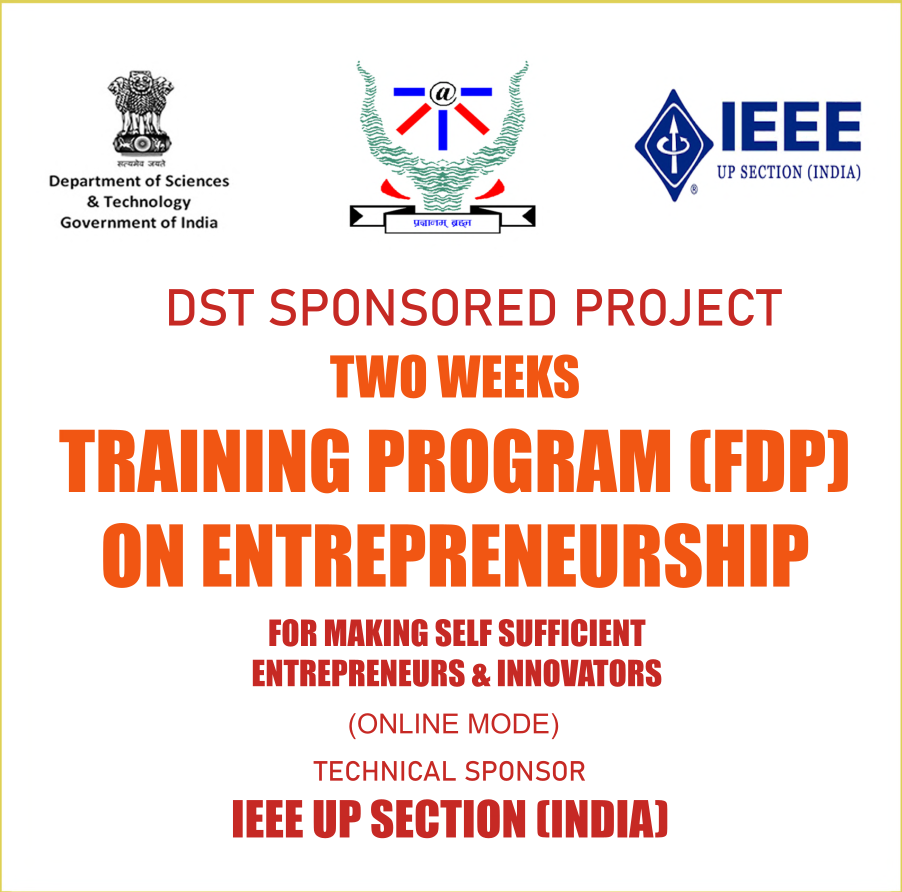 सत्यमेव जयते
Department of Sciences
& Technology
Government of India
@
प्रज्ञानम् ब्रह्म
IEEE
UP SECTION (INDIA)
®
DST SPONSORED PROJECT
TWO WEEKS
TRAINING PROGRAM (FDP)
ON ENTREPRENEURSHIP
FOR MAKING SELF SUFFICIENT
ENTREPRENEURS & INNOVATORS
(ONLINE MODE)
TECHNICAL SPONSOR
IEEE UP SECTION (INDIA)